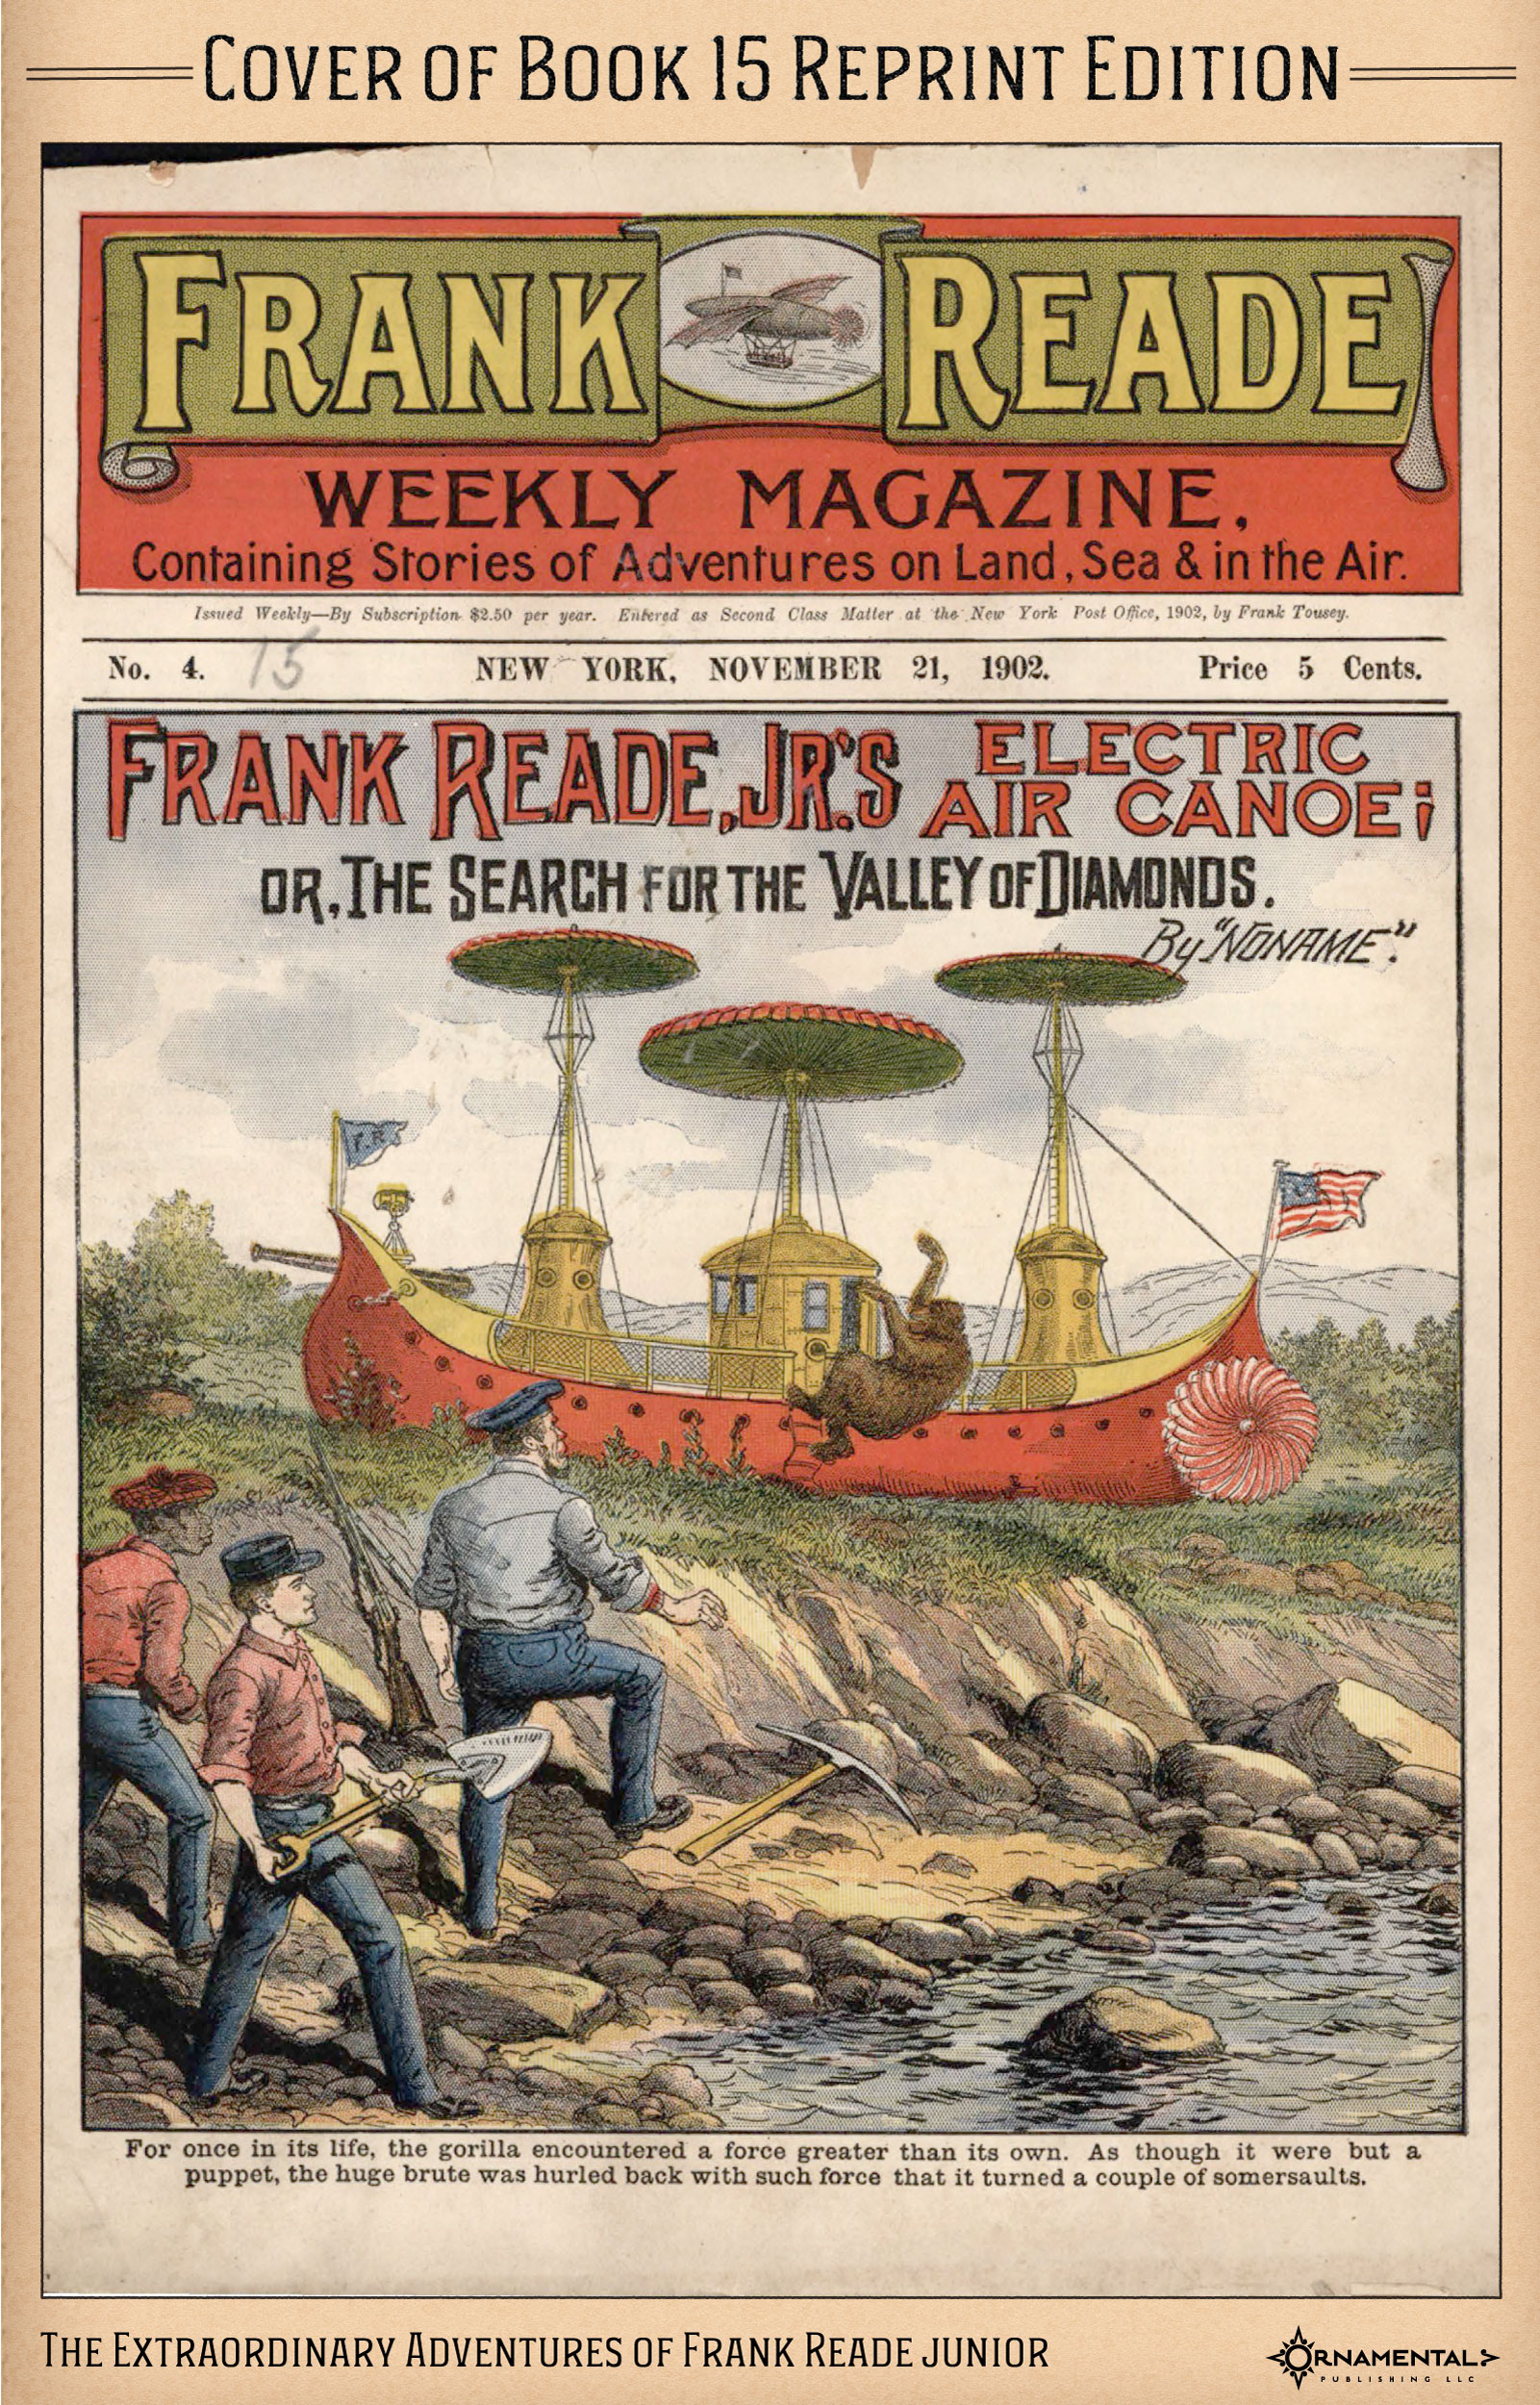 COVER OF BOOK 15 REPRINT EDITION
FRANK READE
WEEKLY MAGAZINE,
Containing Stories of Adventures on Land, Sea & in the Air.
Issued Weekly—By Subscription $2.50 per year. Entered as Second Class Matter at the New York Post Office, 1902, by Frank Tousey.
No. 4. 15 NEW YORK, NOVEMBER 21, 1902. Price 5 Cents.
FRANK READE, JR.'S ELECTRIC
AIR CANOE;
OR, THE SEARCH FOR THE VALLEY OF DIAMONDS.
By "NONAME".
F.R.
For once in its life, the gorilla encountered a force greater than its own. As though it were but a
puppet, the huge brute was hurled back with such force that it turned a couple of somersaults.
THE EXTRAORDINARY ADVENTURES OF FRANK READE JUNIOR
ORNAMENTAL
PUBLISHING LLC